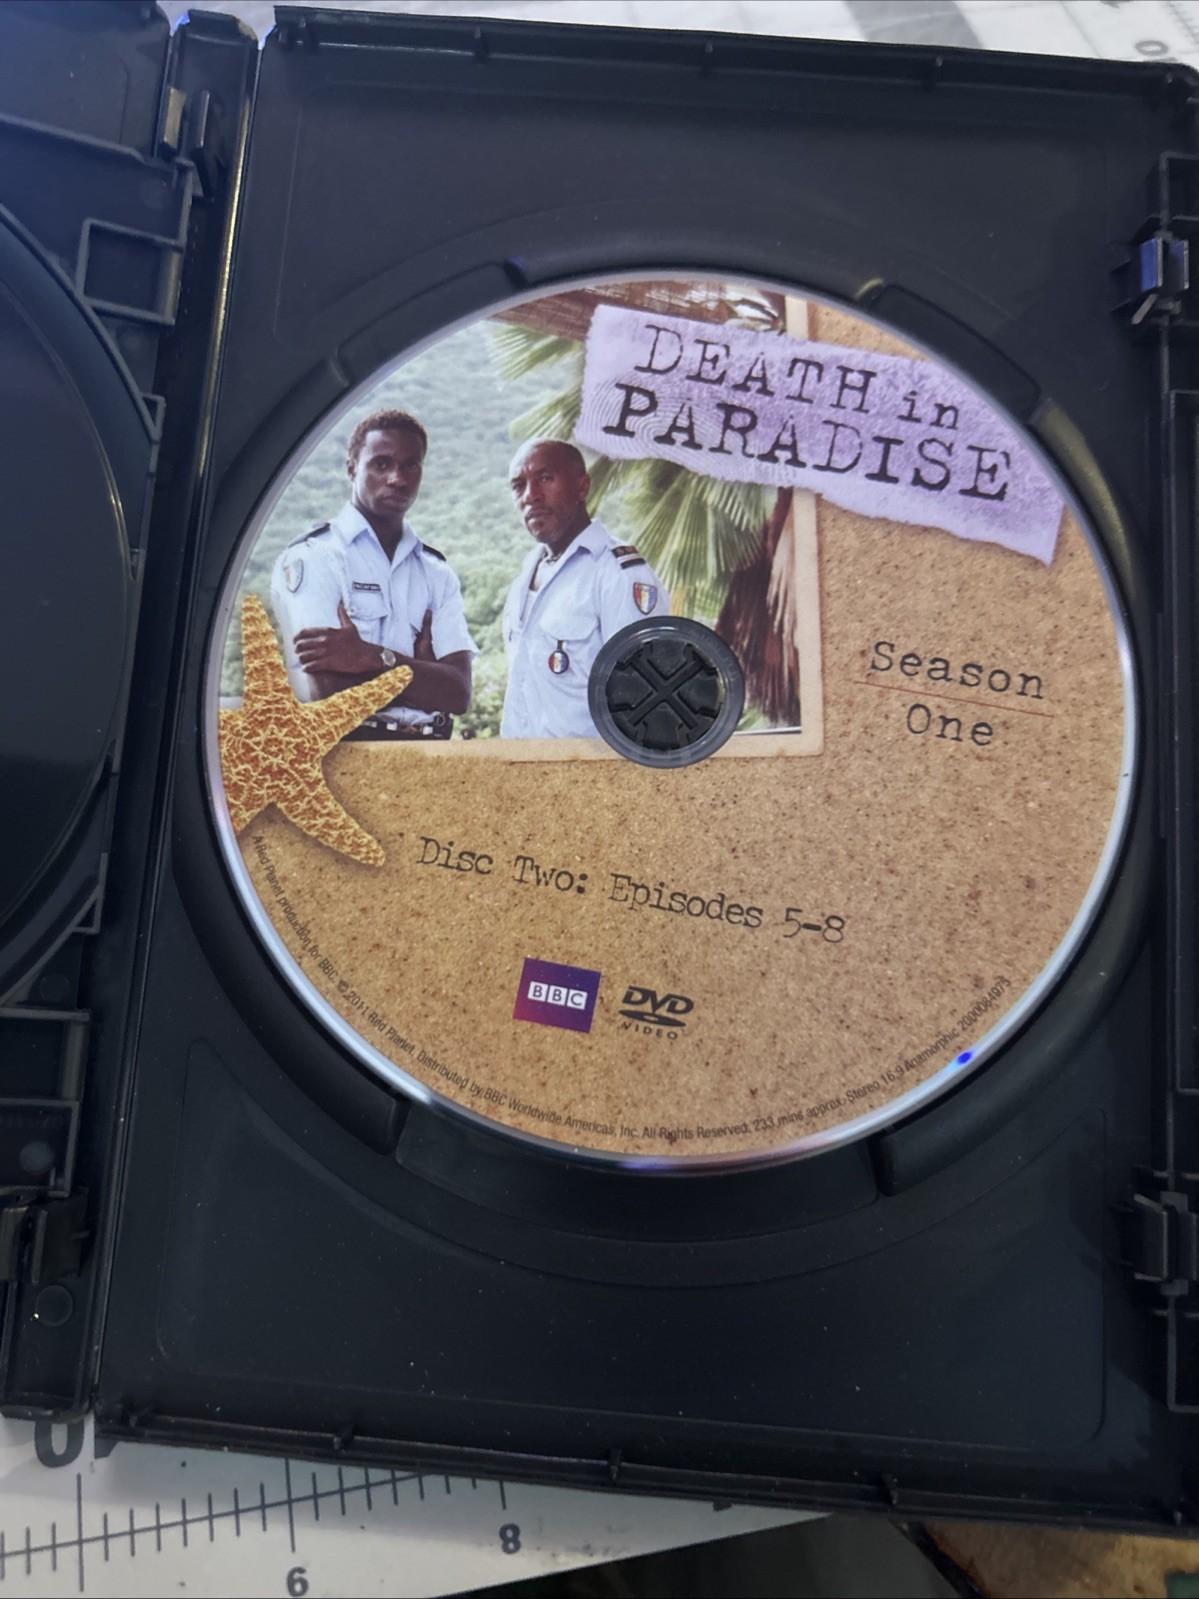 DEATH in
PARADISE
Season
One
Disc Two: Episodes 5-8
BBC
DVD
VIDEO
A Red Planet production for BBC. © 2011 Red Planet. Distributed by BBC Worldwide Americas, Inc. All Rights Reserved. 233 mins approx. Stereo 16:9 Anamorphic
6
8